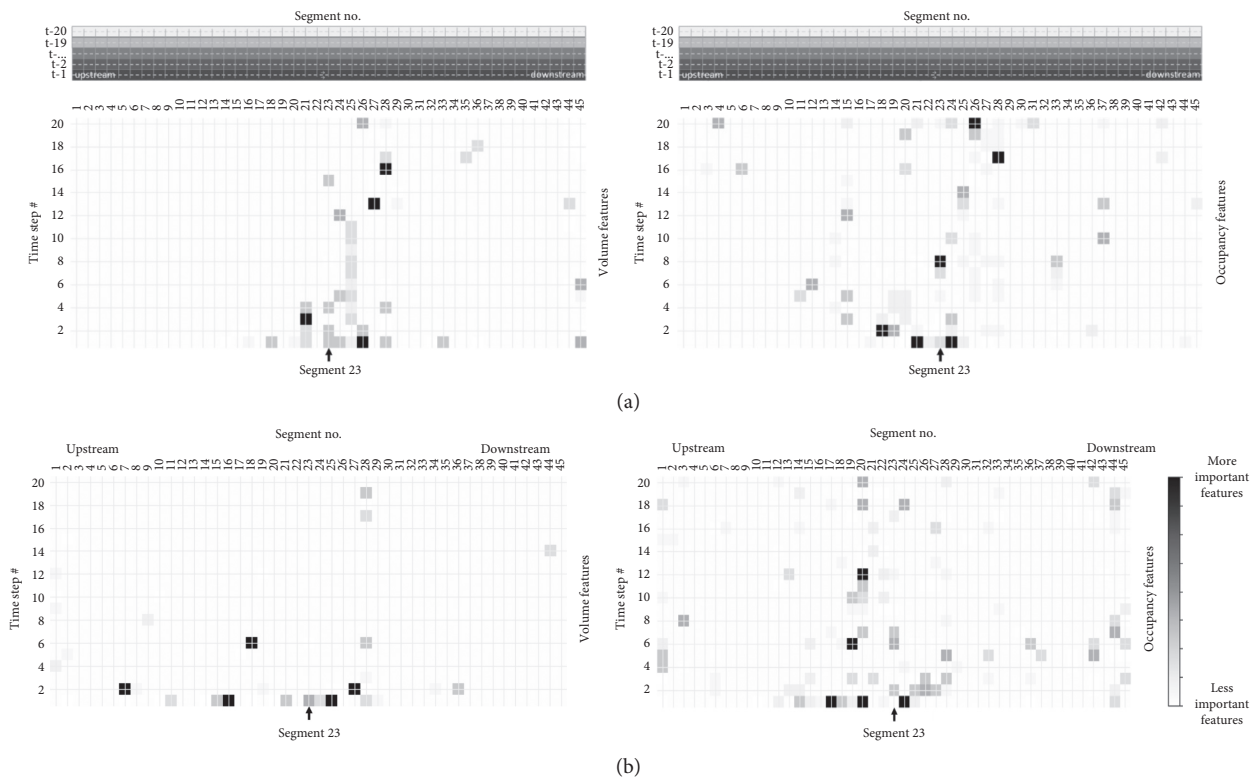 Segment no.
t-20
t-19
t-...
t-2
t-1
upstream
downstream
1 2 3 4 5 6 7 8 9 10 11 12 13 14 15 16 17 18 19 20 21 22 23 24 25 26 27 28 29 30 31 32 33 34 35 36 37 38 39 40 41 42 43 44 45
20
18
16
14
12
10
8
6
4
2
Time step #
Volume features
Segment 23
Segment no.
t-20
t-19
t-...
t-2
t-1
upstream
downstream
1 2 3 4 5 6 7 8 9 10 11 12 13 14 15 16 17 18 19 20 21 22 23 24 25 26 27 28 29 30 31 32 33 34 35 36 37 38 39 40 41 42 43 44 45
20
18
16
14
12
10
8
6
4
2
Time step #
Occupancy features
Segment 23
(a)
Segment no.
Upstream
Downstream
1 2 3 4 5 6 7 8 9 10 11 12 13 14 15 16 17 18 19 20 21 22 23 24 25 26 27 28 29 30 31 32 33 34 35 36 37 38 39 40 41 42 43 44 45
20
18
16
14
12
10
8
6
4
2
Time step #
Volume features
Segment 23
Segment no.
Upstream
Downstream
1 2 3 4 5 6 7 8 9 10 11 12 13 14 15 16 17 18 19 20 21 22 23 24 25 26 27 28 29 30 31 32 33 34 35 36 37 38 39 40 41 42 43 44 45
20
18
16
14
12
10
8
6
4
2
Time step #
Occupancy features
Segment 23
More
important
features
Less
important
features
(b)